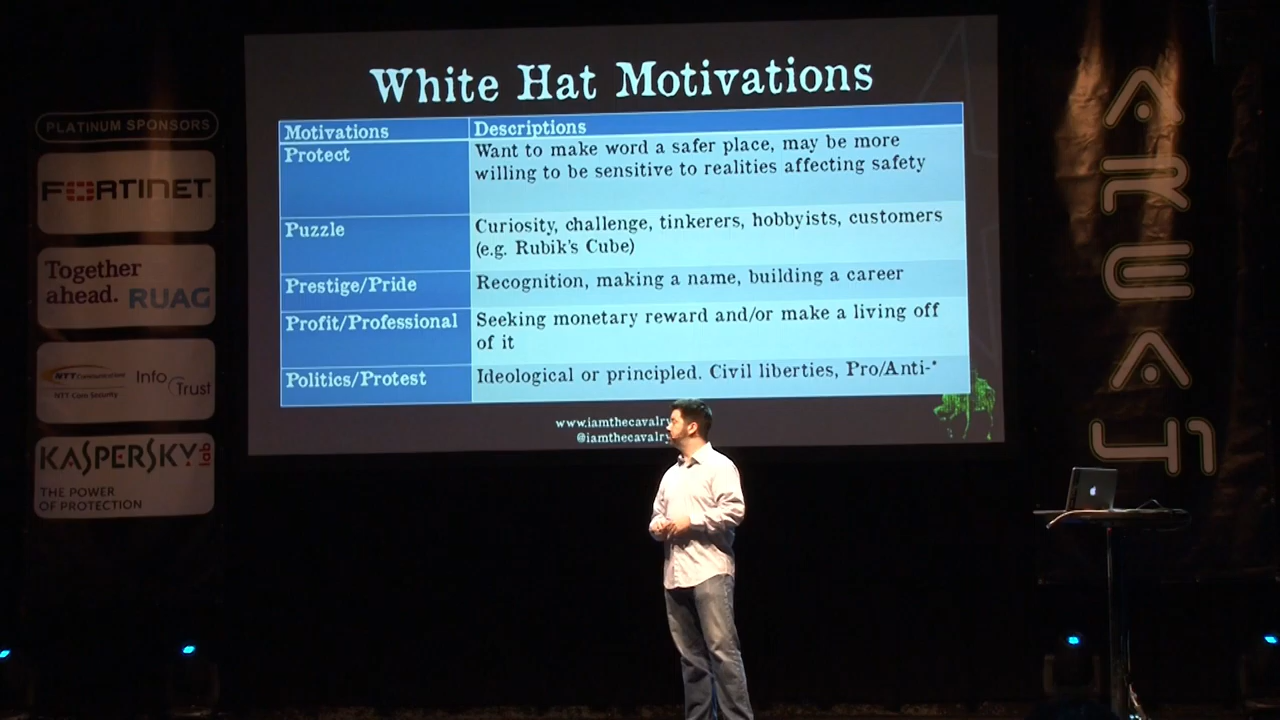 White Hat Motivations
Motivations
Descriptions
Protect
Want to make word a safer place, may be more
willing to be sensitive to realities affecting safety
Puzzle
Curiosity, challenge, tinkerers, hobbyists, customers
(e.g. Rubik's Cube)
Prestige/Pride
Recognition, making a name, building a career
Profit/Professional
Seeking monetary reward and/or make a living off
of it
Politics/Protest
Ideological or principled. Civil liberties, Pro/Anti-*
www.iamthecavalry
@iamthecavalry
PLATINUM SPONSORS
FORTINET
Together
ahead. RUAG
NTT Communications
NTT Com Security
Info
Trust
KASPERSKY lab
THE POWER
OF PROTECTION
AREA41